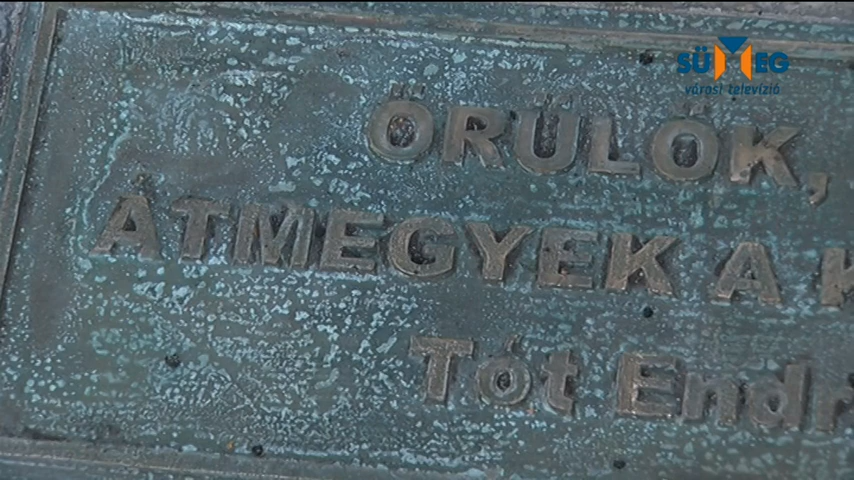 SÜMEG
városi televízió
ÖRÜLÖK,
ÁTMEGYEK A
Tót Endr